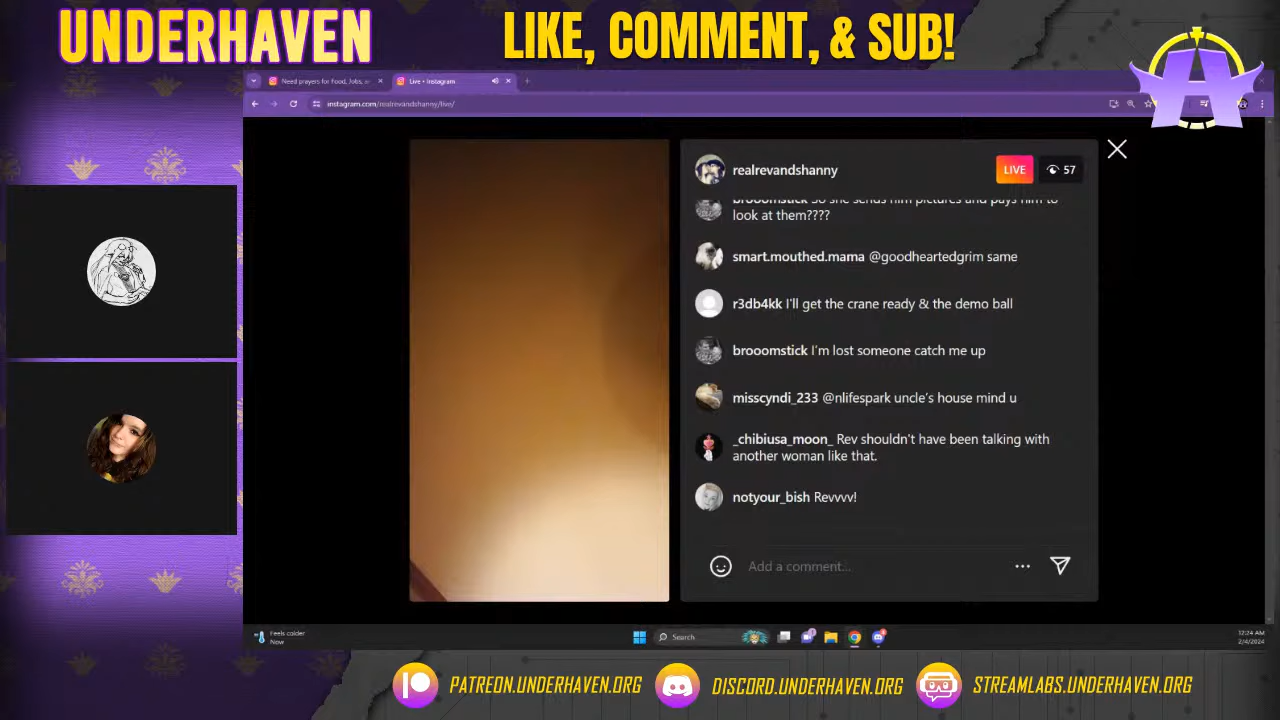 UNDERHAVEN
LIKE, COMMENT, & SUB!
Need prayers for Food, Jobs, a
Live • Instagram
instagram.com/realrevandshanny/live/
realrevandshanny
LIVE
57
brooomstick So she sends him pictures and pays him to
look at them????
smart.mouthed.mama @goodheartedgrim same
r3db4kk I'll get the crane ready & the demo ball
brooomstick I'm lost someone catch me up
misscyndi_233 @nlifespark uncle's house mind u
_chibiusa_moon_ Rev shouldn't have been talking with
another woman like that.
notyour_bish Revvvv!
Add a comment...
Feels colder
Now
Search
12:24 AM
2/4/2024
PATREON.UNDERHAVEN.ORG
DISCORD.UNDERHAVEN.ORG
STREAMLABS.UNDERHAVEN.ORG